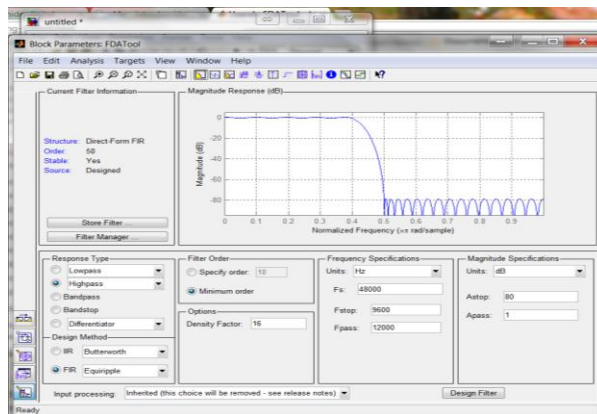 untitled *
Block Parameters: FDATool
File Edit Analysis Targets View Window Help
Current Filter Information
Structure: Direct-Form FIR
Order: 50
Stable: Yes
Source: Designed
Store Filter ...
Filter Manager ...
Magnitude Response (dB)
Magnitude (dB)
0
-20
-40
-60
-80
0 0.1 0.2 0.3 0.4 0.5 0.6 0.7 0.8 0.9
Normalized Frequency (×π rad/sample)
Response Type
Lowpass
Highpass
Bandpass
Bandstop
Differentiator
Design Method
IIR Butterworth
FIR Equiripple
Filter Order
Specify order: 10
Minimum order
Options
Density Factor: 16
Frequency Specifications
Units: Hz
Fs: 48000
Fstop: 9600
Fpass: 12000
Magnitude Specifications
Units: dB
Astop: 80
Apass: 1
Input processing: Inherited (this choice will be removed - see release notes)
Design Filter
Ready